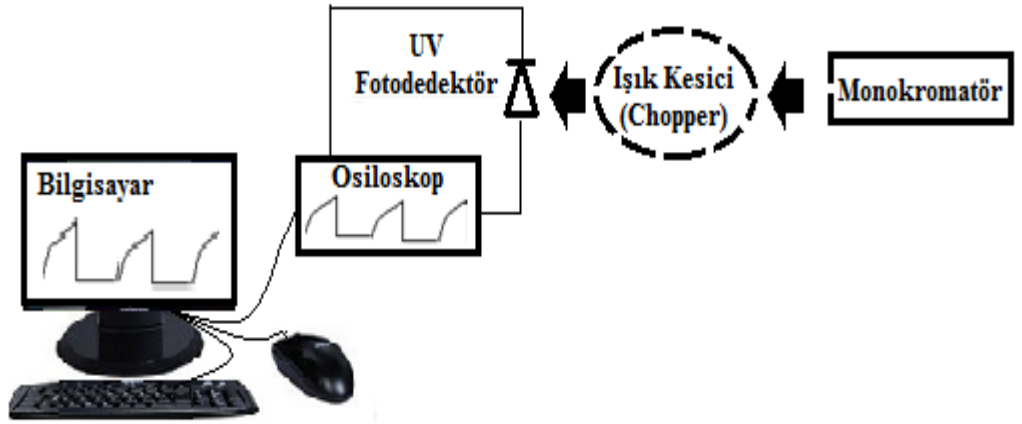 UV
Fotodedektör
Işık Kesici
(Chopper)
Monokromatör
Bilgisayar
Osiloskop